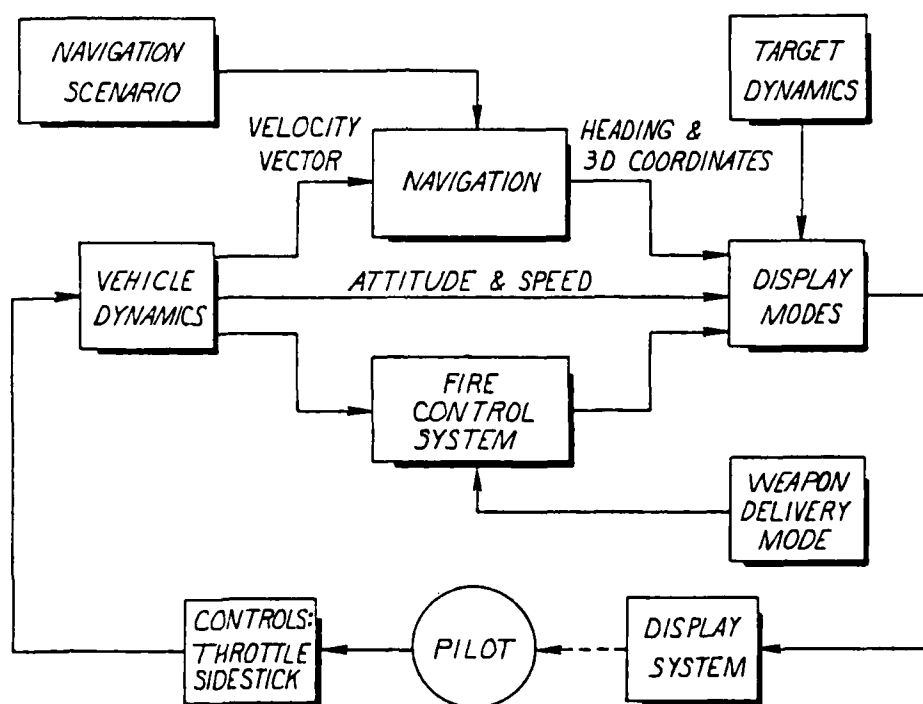 NAVIGATION
SCENARIO
TARGET
DYNAMICS
VELOCITY
VECTOR
NAVIGATION
HEADING &
3D COORDINATES
VEHICLE
DYNAMICS
ATTITUDE & SPEED
DISPLAY
MODES
FIRE
CONTROL
SYSTEM
WEAPON
DELIVERY
MODE
CONTROLS:
THROTTLE
SIDESTICK
PILOT
DISPLAY
SYSTEM